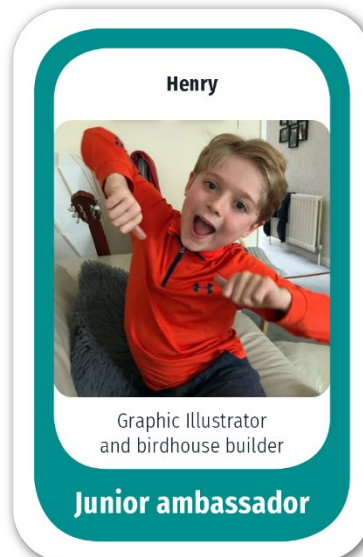 Henry
Graphic Illustrator
and birdhouse builder
Junior ambassador